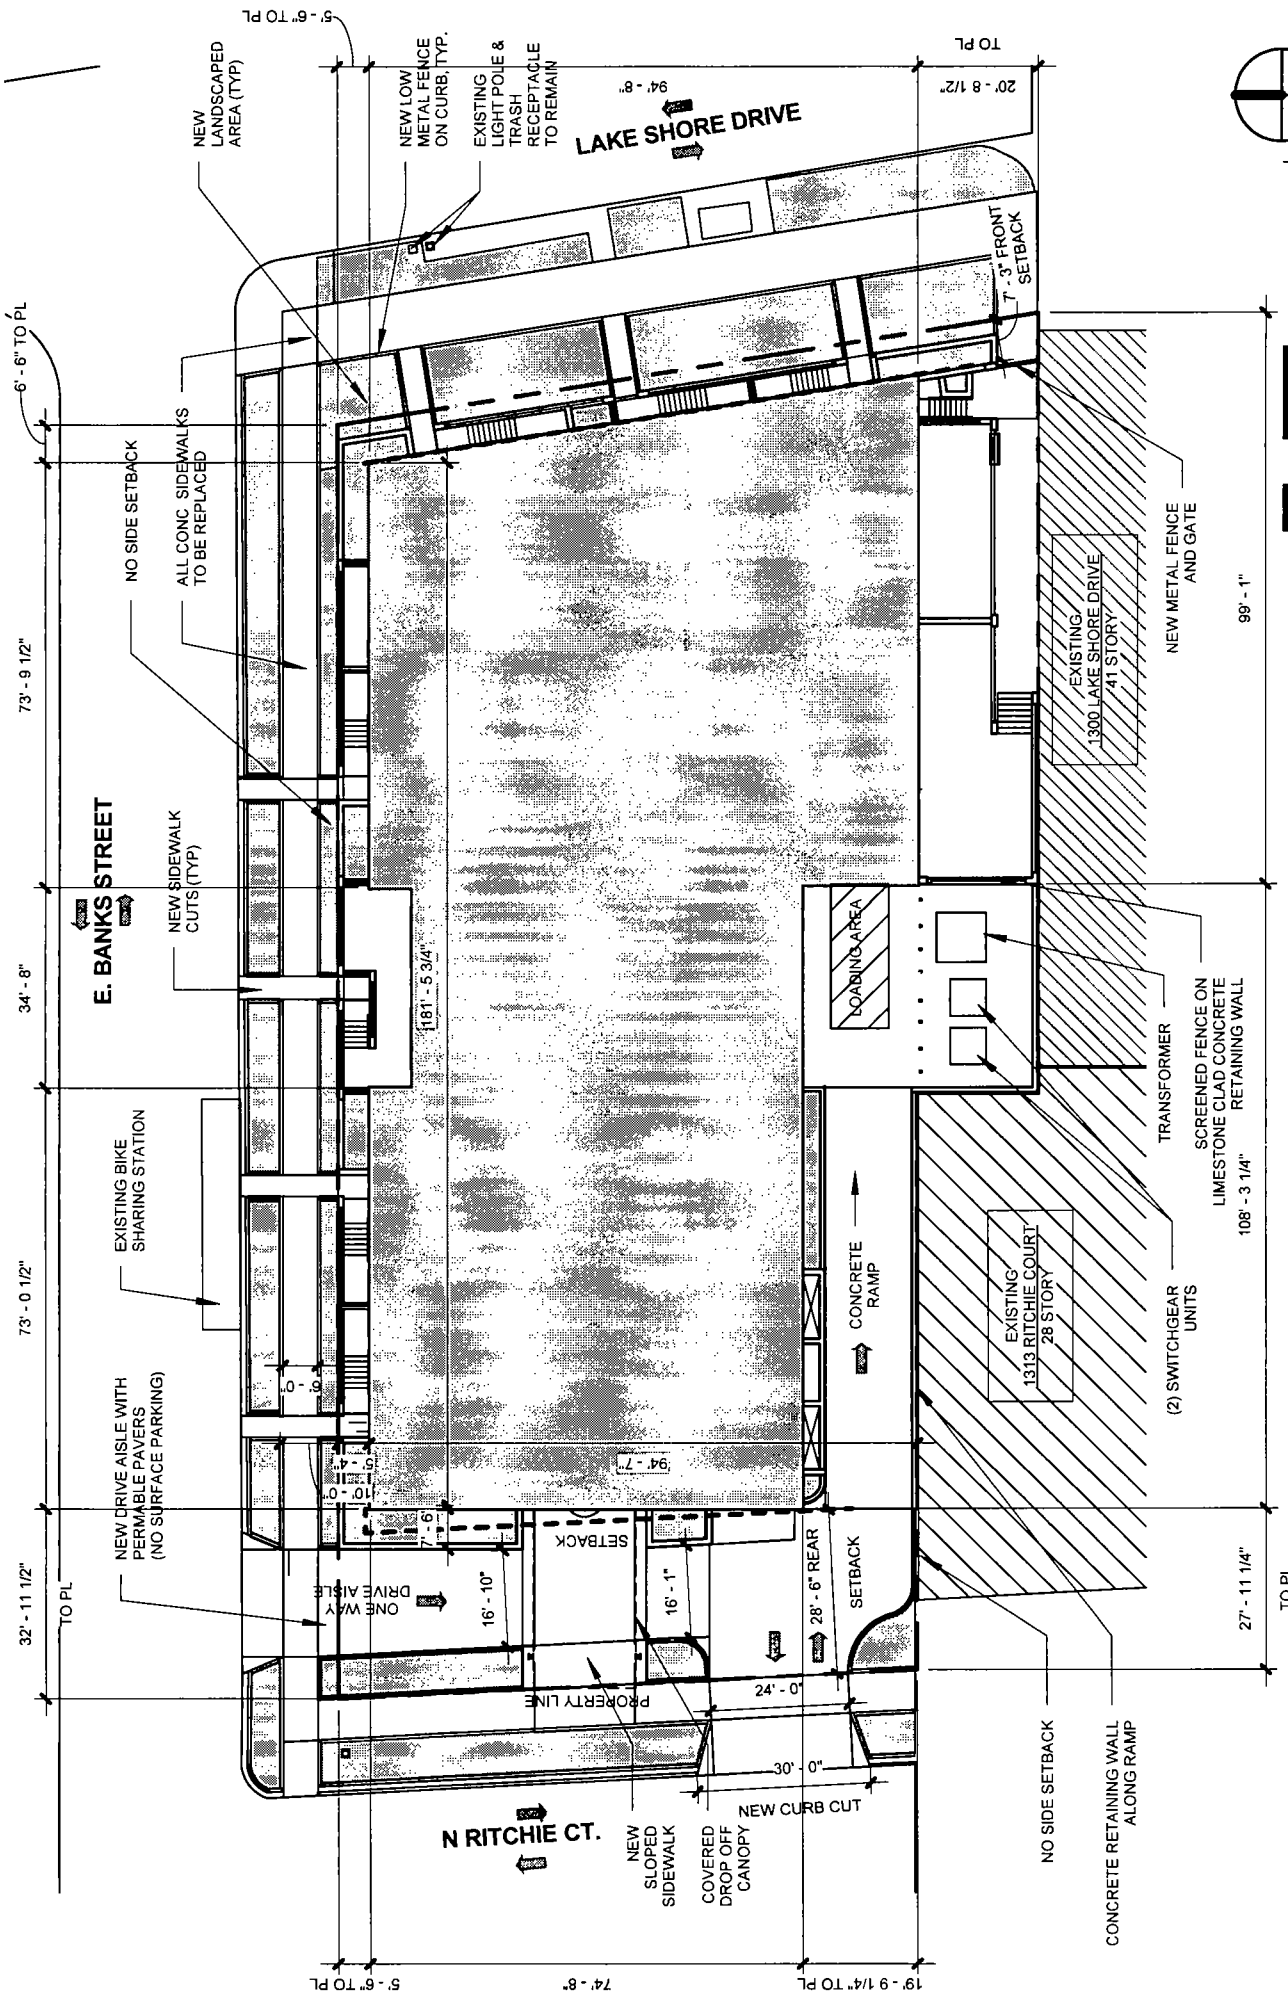 5' - 6" TO PL
NEW
LANDSCAPED
AREA (TYP)
NEW LOW
METAL FENCE
ON CURB, TYP.
EXISTING
LIGHT POLE &
TRASH
RECEPTACLE
TO REMAIN
94' - 8"
TO PL
20' - 8 1/2"
LAKE SHORE DRIVE
7' - 3" FRONT
SETBACK
6' - 6" TO PL
NO SIDE SETBACK
ALL CONC SIDEWALKS
TO BE REPLACED
73' - 9 1/2"
E. BANKS STREET
NEW SIDEWALK
CUTS (TYP)
34' - 8"
EXISTING BIKE
SHARING STATION
73' - 0 1/2"
NEW DRIVE AISLE WITH
PERMABLE PAVERS
(NO SURFACE PARKING)
32' - 11 1/2"
TO PL
181' - 5 3/4"
6' - 0"
5' - 4"
10' - 0"
94' - 7"
7' - 6"
LOADING AREA
CONCRETE
RAMP
SETBACK
ONE WAY
DRIVE AISLE
16' - 10"
16' - 1"
28' - 6" REAR
SETBACK
PROPERTY LINE
24' - 0"
30' - 0"
NEW CURB CUT
N RITCHIE CT.
NEW
SLOPED
SIDEWALK
COVERED
DROP OFF
CANOPY
5' - 6" TO PL
74' - 8"
19' - 9 1/4" TO PL
EXISTING
1300 LAKE SHORE DRIVE
41 STORY
EXISTING
1313 RITCHIE COURT
28 STORY
NEW METAL FENCE
AND GATE
99' - 1"
TRANSFORMER
SCREENED FENCE ON
LIMESTONE CLAD CONCRETE
RETAINING WALL
108' - 3 1/4"
(2) SWITCHGEAR
UNITS
27' - 11 1/4"
TO PL
NO SIDE SETBACK
CONCRETE RETAINING WALL
ALONG RAMP